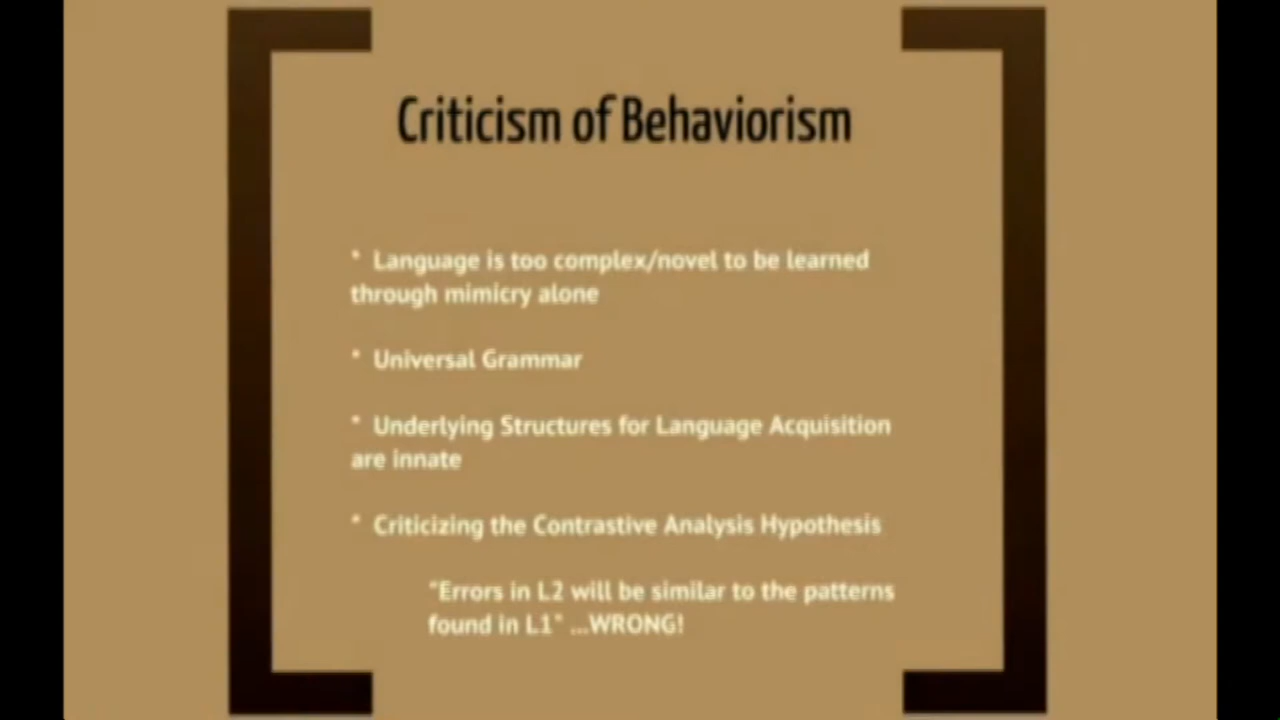 Criticism of Behaviorism
* Language is too complex/novel to be learned
through mimicry alone
* Universal Grammar
* Underlying Structures for Language Acquisition
are innate
* Criticizing the Contrastive Analysis Hypothesis
"Errors in L2 will be similar to the patterns
found in L1" ...WRONG!